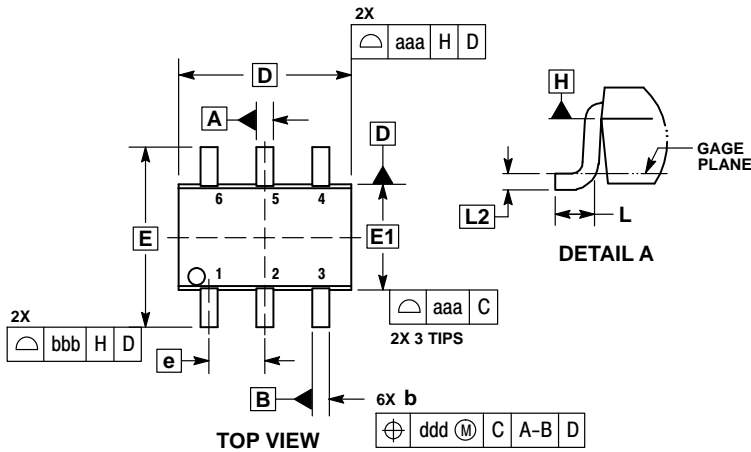 2X
⌓ aaa H D
D
A
D
6 5 4
E
E1
1 2 3
⌓ aaa C
2X 3 TIPS
2X
⌓ bbb H D
e
B
6X b
⌖ ddd Ⓜ C A-B D
TOP VIEW
H
GAGE
PLANE
L2
L
DETAIL A